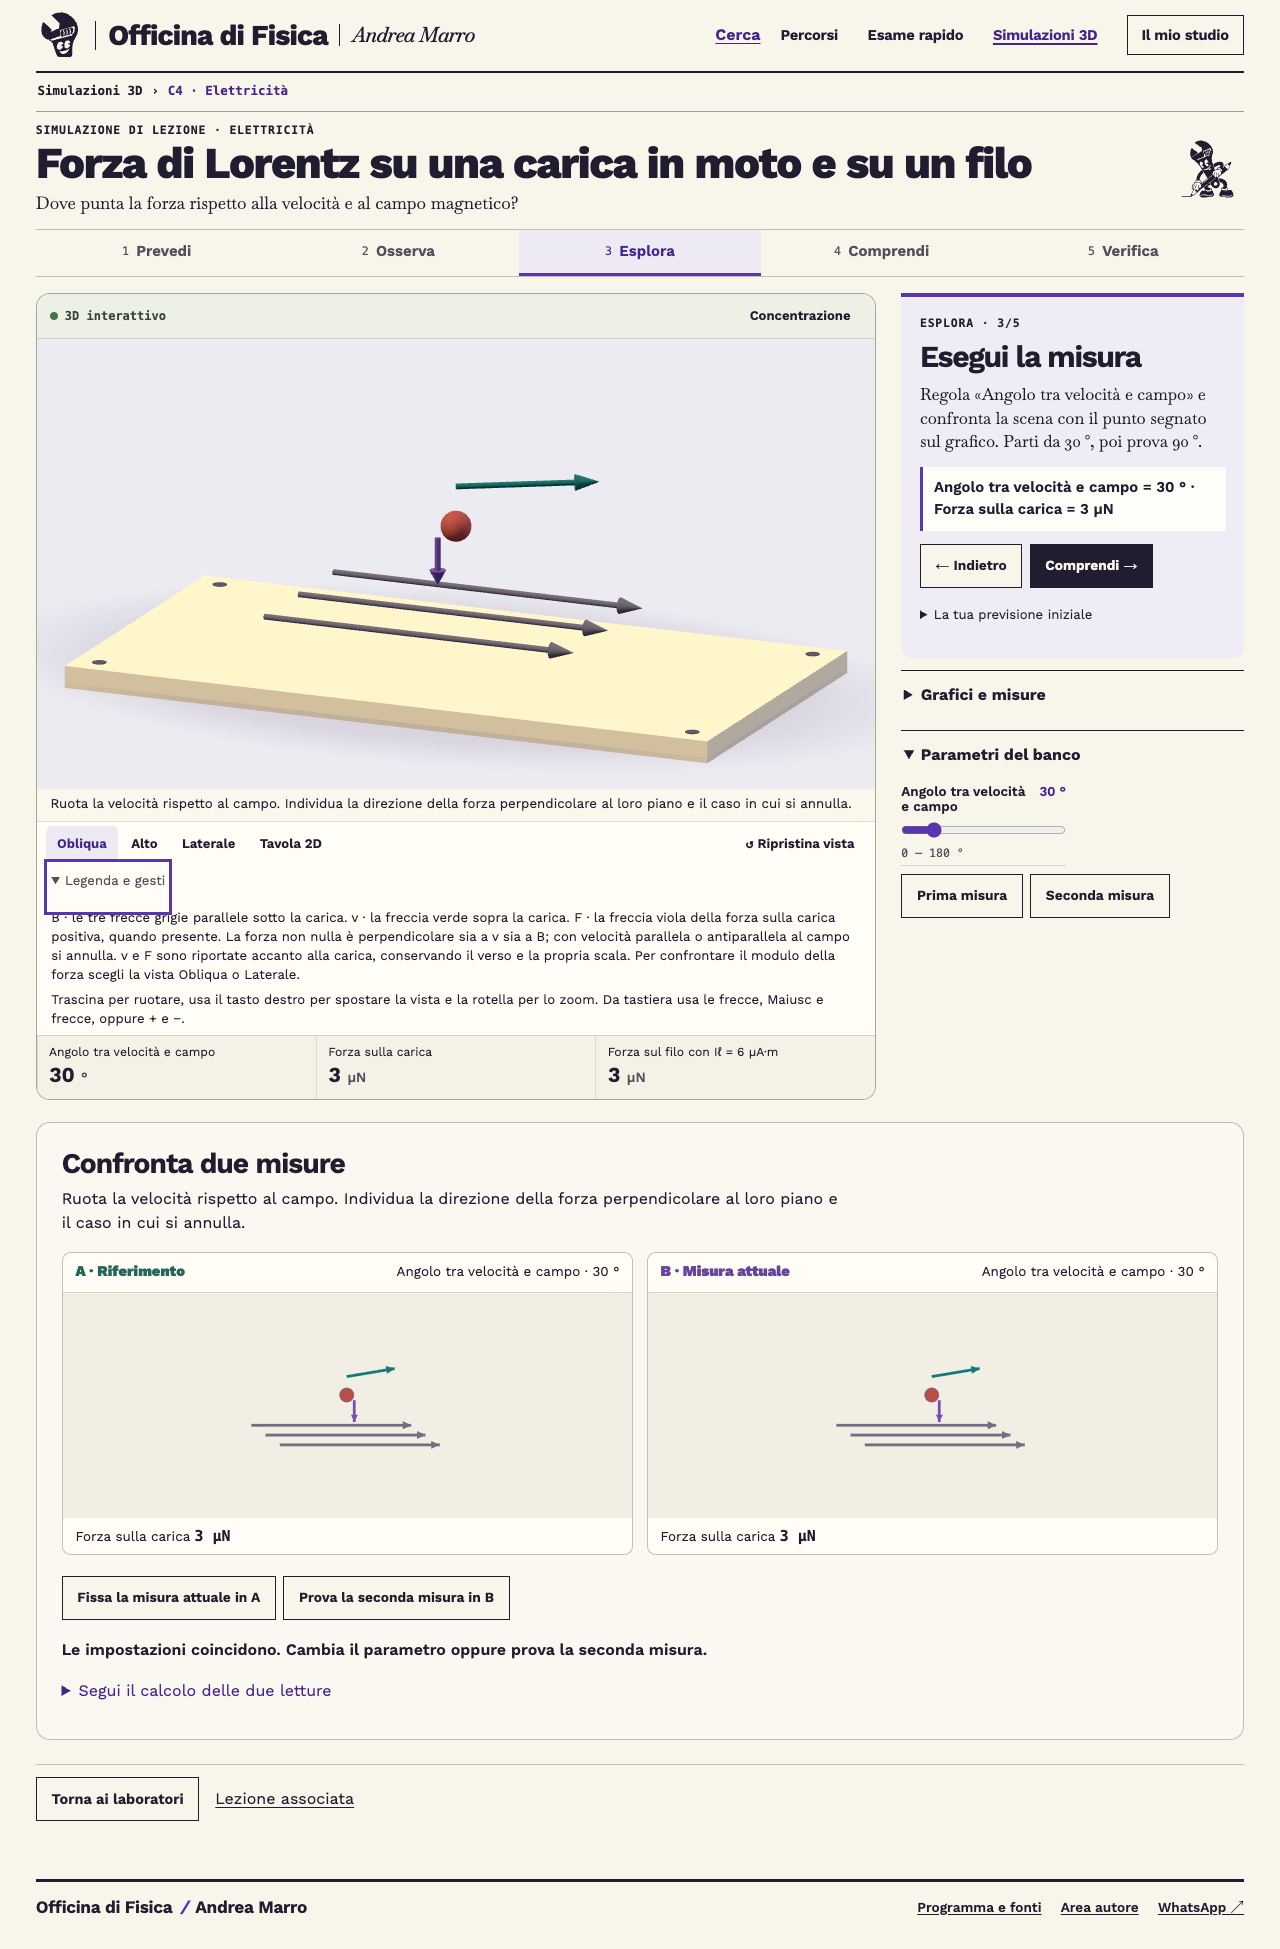 Officina di Fisica
Andrea Marro
Cerca
Percorsi
Esame rapido
Simulazioni 3D
Il mio studio
Simulazioni 3D › C4 · Elettricità
SIMULAZIONE DI LEZIONE · ELETTRICITÀ
Forza di Lorentz su una carica in moto e su un filo
Dove punta la forza rispetto alla velocità e al campo magnetico?
1 Prevedi
2 Osserva
3 Esplora
4 Comprendi
5 Verifica
3D interattivo
Concentrazione
Ruota la velocità rispetto al campo. Individua la direzione della forza perpendicolare al loro piano e il caso in cui si annulla.
Obliqua
Alto
Laterale
Tavola 2D
↺ Ripristina vista
▼ Legenda e gesti
B · le tre frecce grigie parallele sotto la carica. v · la freccia verde sopra la carica. F · la freccia viola della forza sulla carica
positiva, quando presente. La forza non nulla è perpendicolare sia a v sia a B; con velocità parallela o antiparallela al campo
si annulla. v e F sono riportate accanto alla carica, conservando il verso e la propria scala. Per confrontare il modulo della
forza scegli la vista Obliqua o Laterale.
Trascina per ruotare, usa il tasto destro per spostare la vista e la rotella per lo zoom. Da tastiera usa le frecce, Maiusc e
frecce, oppure + e −.
Angolo tra velocità e campo
30 °
Forza sulla carica
3 µN
Forza sul filo con Iℓ = 6 µA·m
3 µN
ESPLORA · 3/5
Esegui la misura
Regola «Angolo tra velocità e campo» e
confronta la scena con il punto segnato
sul grafico. Parti da 30 °, poi prova 90 °.
Angolo tra velocità e campo = 30 ° ·
Forza sulla carica = 3 µN
← Indietro
Comprendi →
▶ La tua previsione iniziale
▶ Grafici e misure
▼ Parametri del banco
Angolo tra velocità
e campo
30 °
0 — 180 °
Prima misura
Seconda misura
Confronta due misure
Ruota la velocità rispetto al campo. Individua la direzione della forza perpendicolare al loro piano e
il caso in cui si annulla.
A · Riferimento
Angolo tra velocità e campo · 30 °
Forza sulla carica 3 µN
B · Misura attuale
Angolo tra velocità e campo · 30 °
Forza sulla carica 3 µN
Fissa la misura attuale in A
Prova la seconda misura in B
Le impostazioni coincidono. Cambia il parametro oppure prova la seconda misura.
▶ Segui il calcolo delle due letture
Torna ai laboratori
Lezione associata
Officina di Fisica / Andrea Marro
Programma e fonti
Area autore
WhatsApp ↗